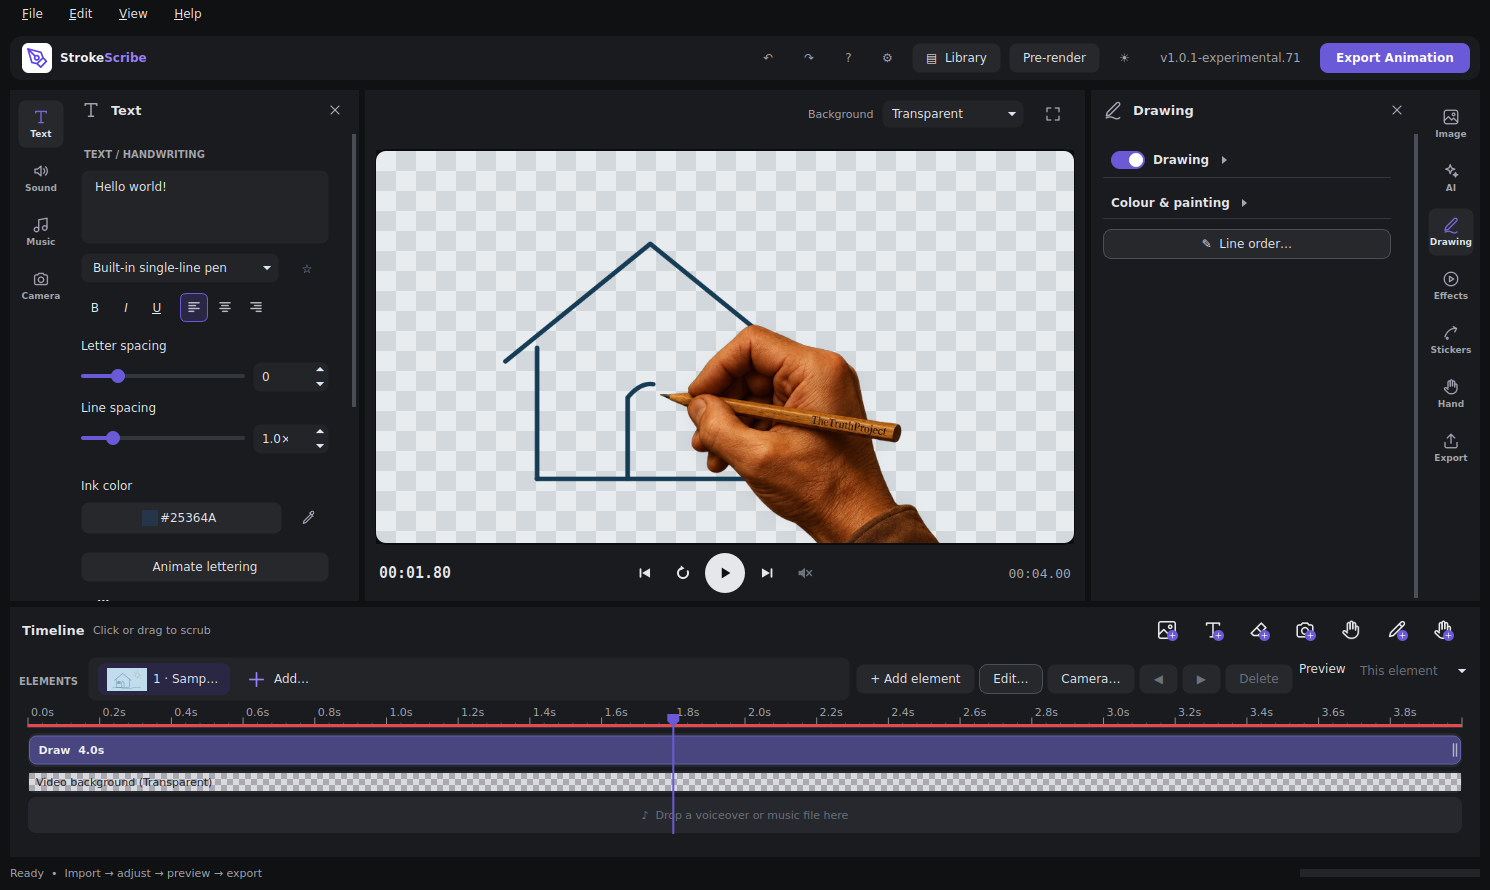 File Edit View Help
StrokeScribe
Library
Pre-render
v1.0.1-experimental.71
Export Animation
Text
Sound
Music
Camera
Text
TEXT / HANDWRITING
Hello world!
Built-in single-line pen
B I U
Letter spacing
0
Line spacing
1.0×
Ink color
#25364A
Animate lettering
Background
Transparent
TheTruthProject
00:01.80
00:04.00
Drawing
Drawing
Colour & painting
Line order...
Image
AI
Drawing
Effects
Stickers
Hand
Export
Timeline Click or drag to scrub
ELEMENTS
1 · Samp...
Add...
+ Add element
Edit...
Camera...
Delete
Preview
This element
0.0s 0.2s 0.4s 0.6s 0.8s 1.0s 1.2s 1.4s 1.6s 1.8s 2.0s 2.2s 2.4s 2.6s 2.8s 3.0s 3.2s 3.4s 3.6s 3.8s
Draw 4.0s
Video background (Transparent)
Drop a voiceover or music file here
Ready • Import → adjust → preview → export